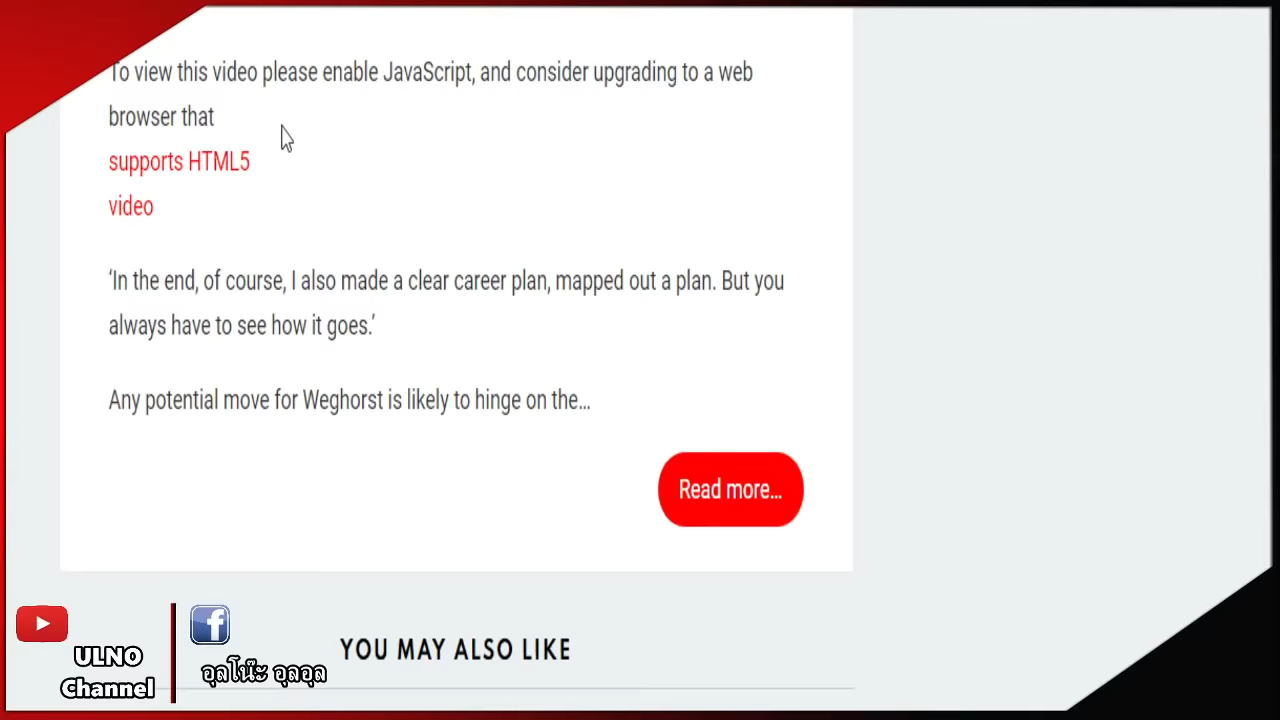 To view this video please enable JavaScript, and consider upgrading to a web
browser that
supports HTML5
video
‘In the end, of course, I also made a clear career plan, mapped out a plan. But you
always have to see how it goes.’
Any potential move for Weghorst is likely to hinge on the...
Read more...
YOU MAY ALSO LIKE
ULNO
Channel
อุลโน๊ะ อุลอุล